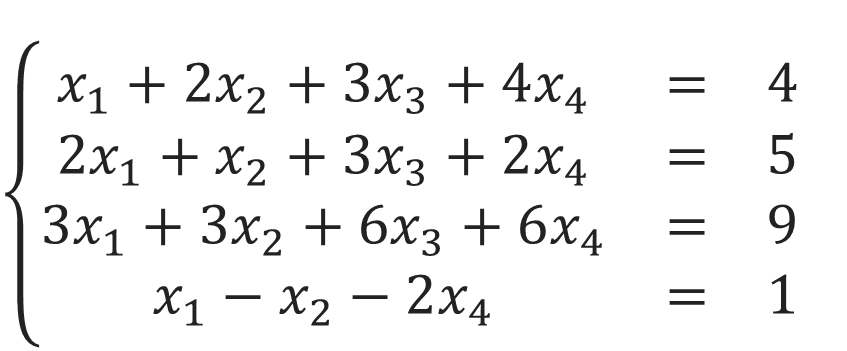 x₁ + 2x₂ + 3x₃ + 4x₄ = 4
2x₁ + x₂ + 3x₃ + 2x₄ = 5
3x₁ + 3x₂ + 6x₃ + 6x₄ = 9
x₁ − x₂ − 2x₄ = 1